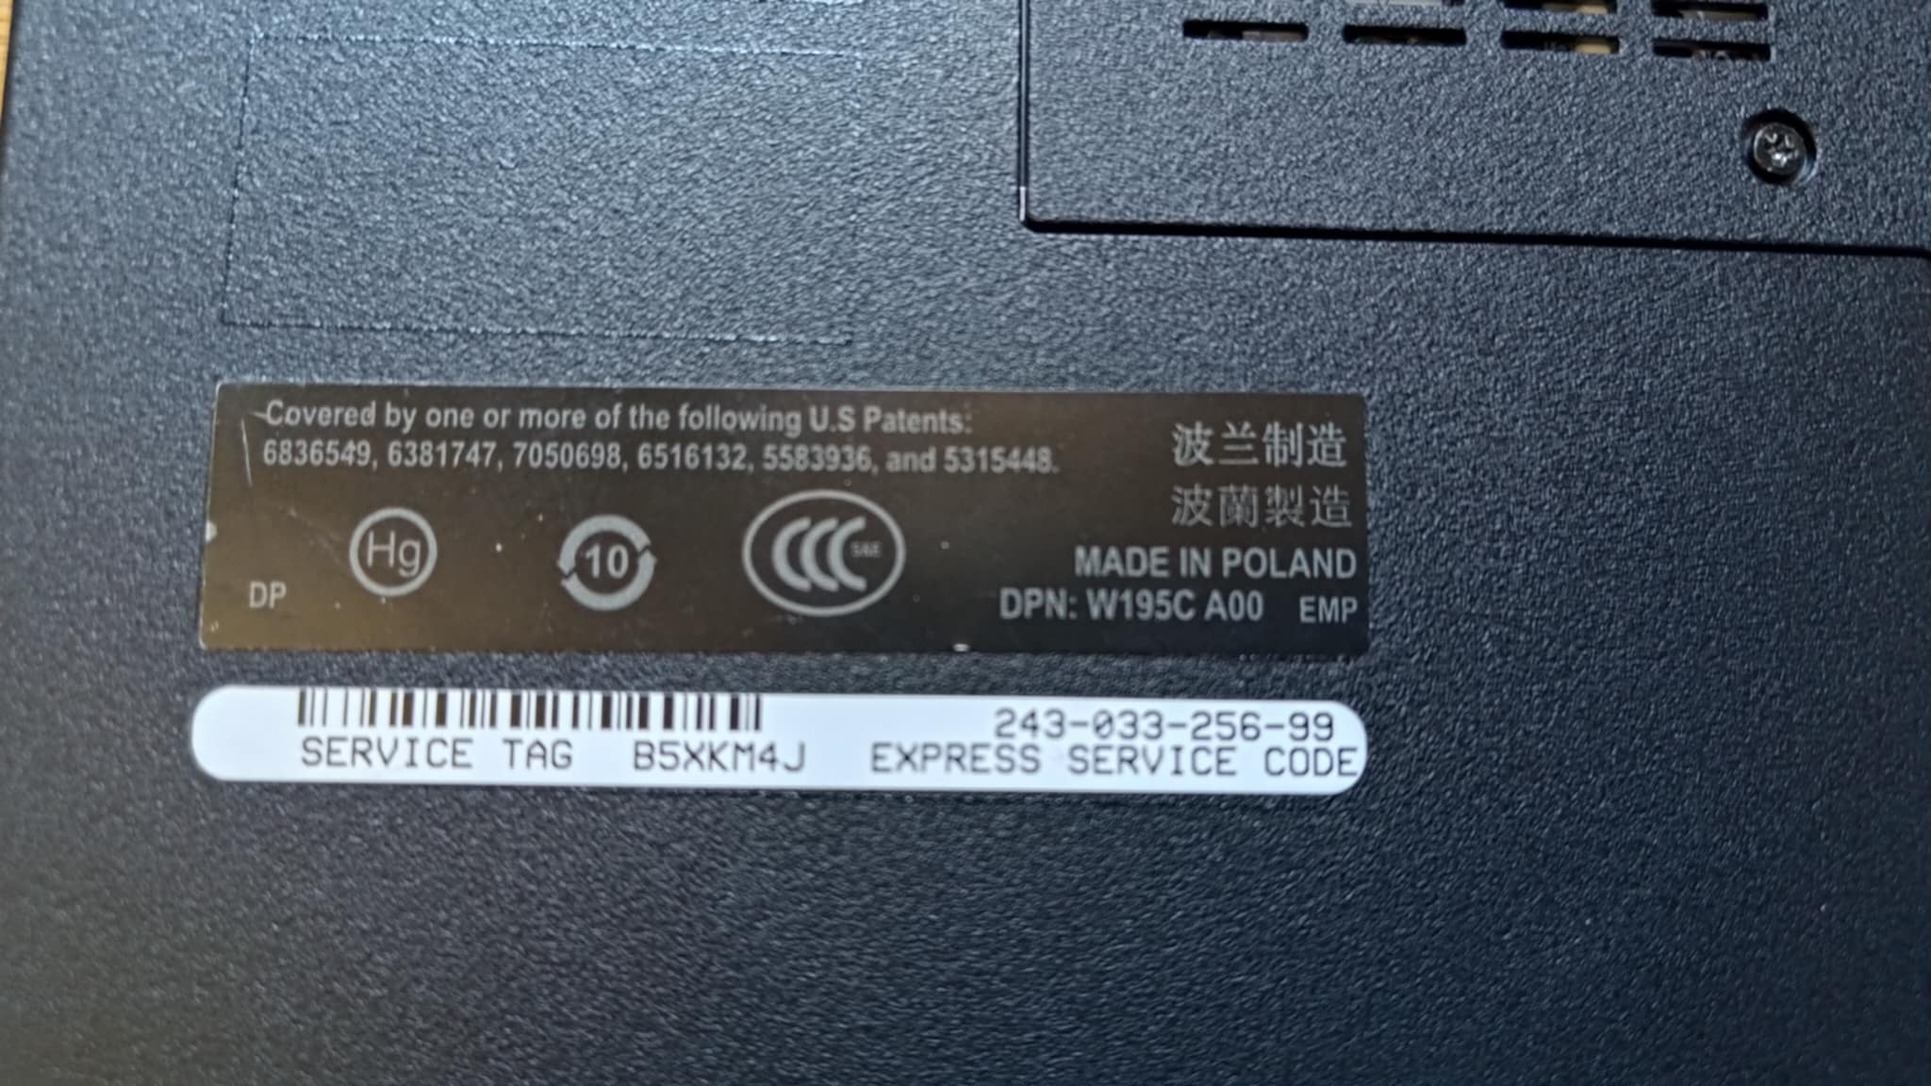 Covered by one or more of the following U.S Patents:
6836549, 6381747, 7050698, 6516132, 5583936, and 5315448.
波兰制造
波蘭製造
Hg
10
CCC S&E
MADE IN POLAND
DP
DPN: W195C A00 EMP
243-033-256-99
SERVICE TAG B5XKM4J EXPRESS SERVICE CODE